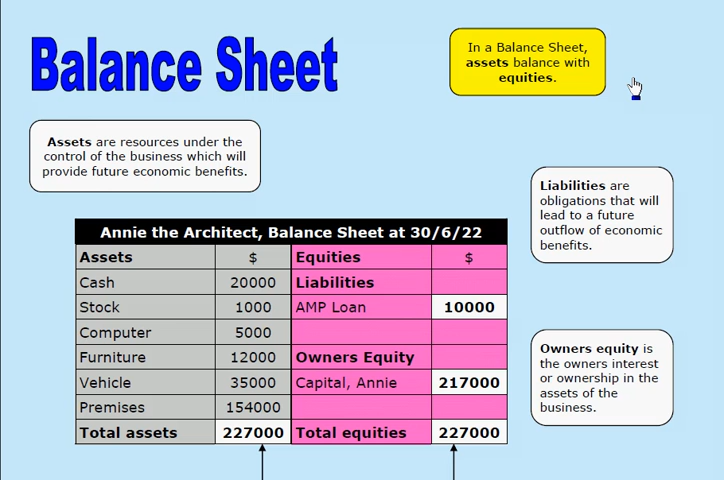 Balance Sheet
In a Balance Sheet,
assets balance with
equities.
Assets are resources under the
control of the business which will
provide future economic benefits.
Liabilities are
obligations that will
lead to a future
outflow of economic
benefits.
Annie the Architect, Balance Sheet at 30/6/22
Assets $ Equities $
Cash 20000 Liabilities
Stock 1000 AMP Loan 10000
Computer 5000
Furniture 12000 Owners Equity
Vehicle 35000 Capital, Annie 217000
Premises 154000
Total assets 227000 Total equities 227000
Owners equity is
the owners interest
or ownership in the
assets of the
business.